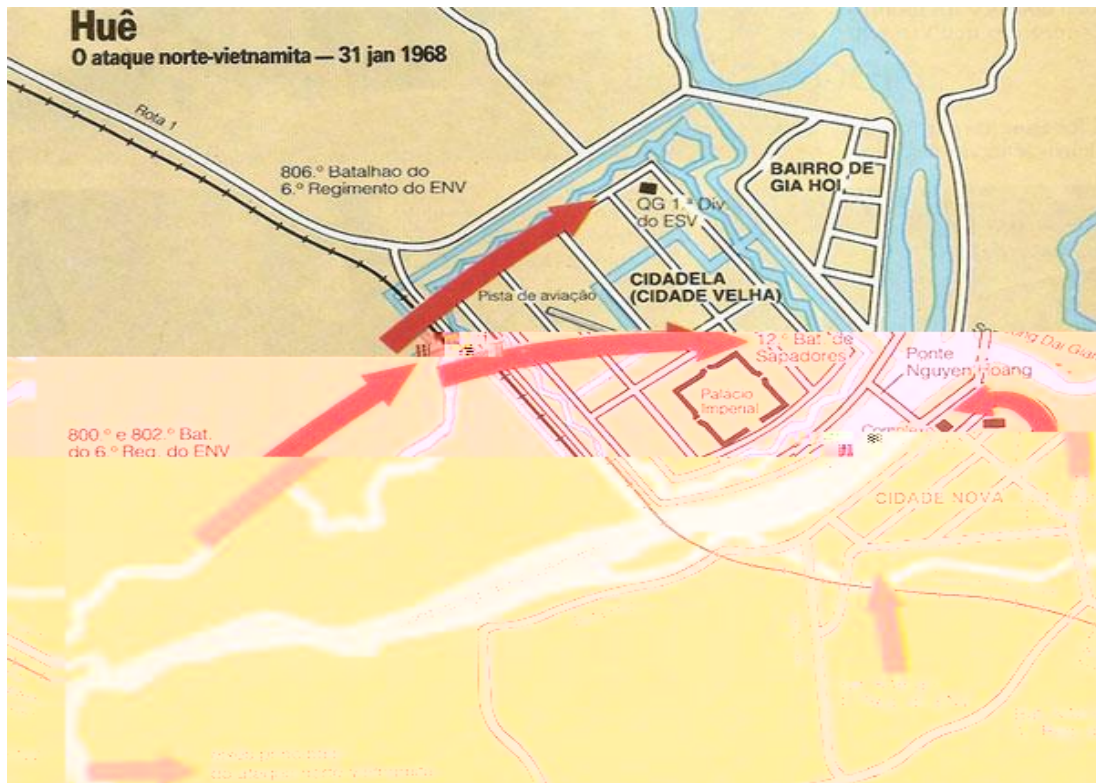 Huê
O ataque norte-vietnamita — 31 jan 1968
Rota 1
806.º Batalhao do
6.º Regimento do ENV
BAIRRO DE
GIA HOI
QG 1.ª Div.
do ESV
CIDADELA
(CIDADE VELHA)
Pista de aviação
12.º Bat. de
Sapadores
Ponte
Nguyen Hoang
Palacio
Imperial
800.º e 802.º Bat.
do 6.º Reg. do ENV
CIDADE NOVA